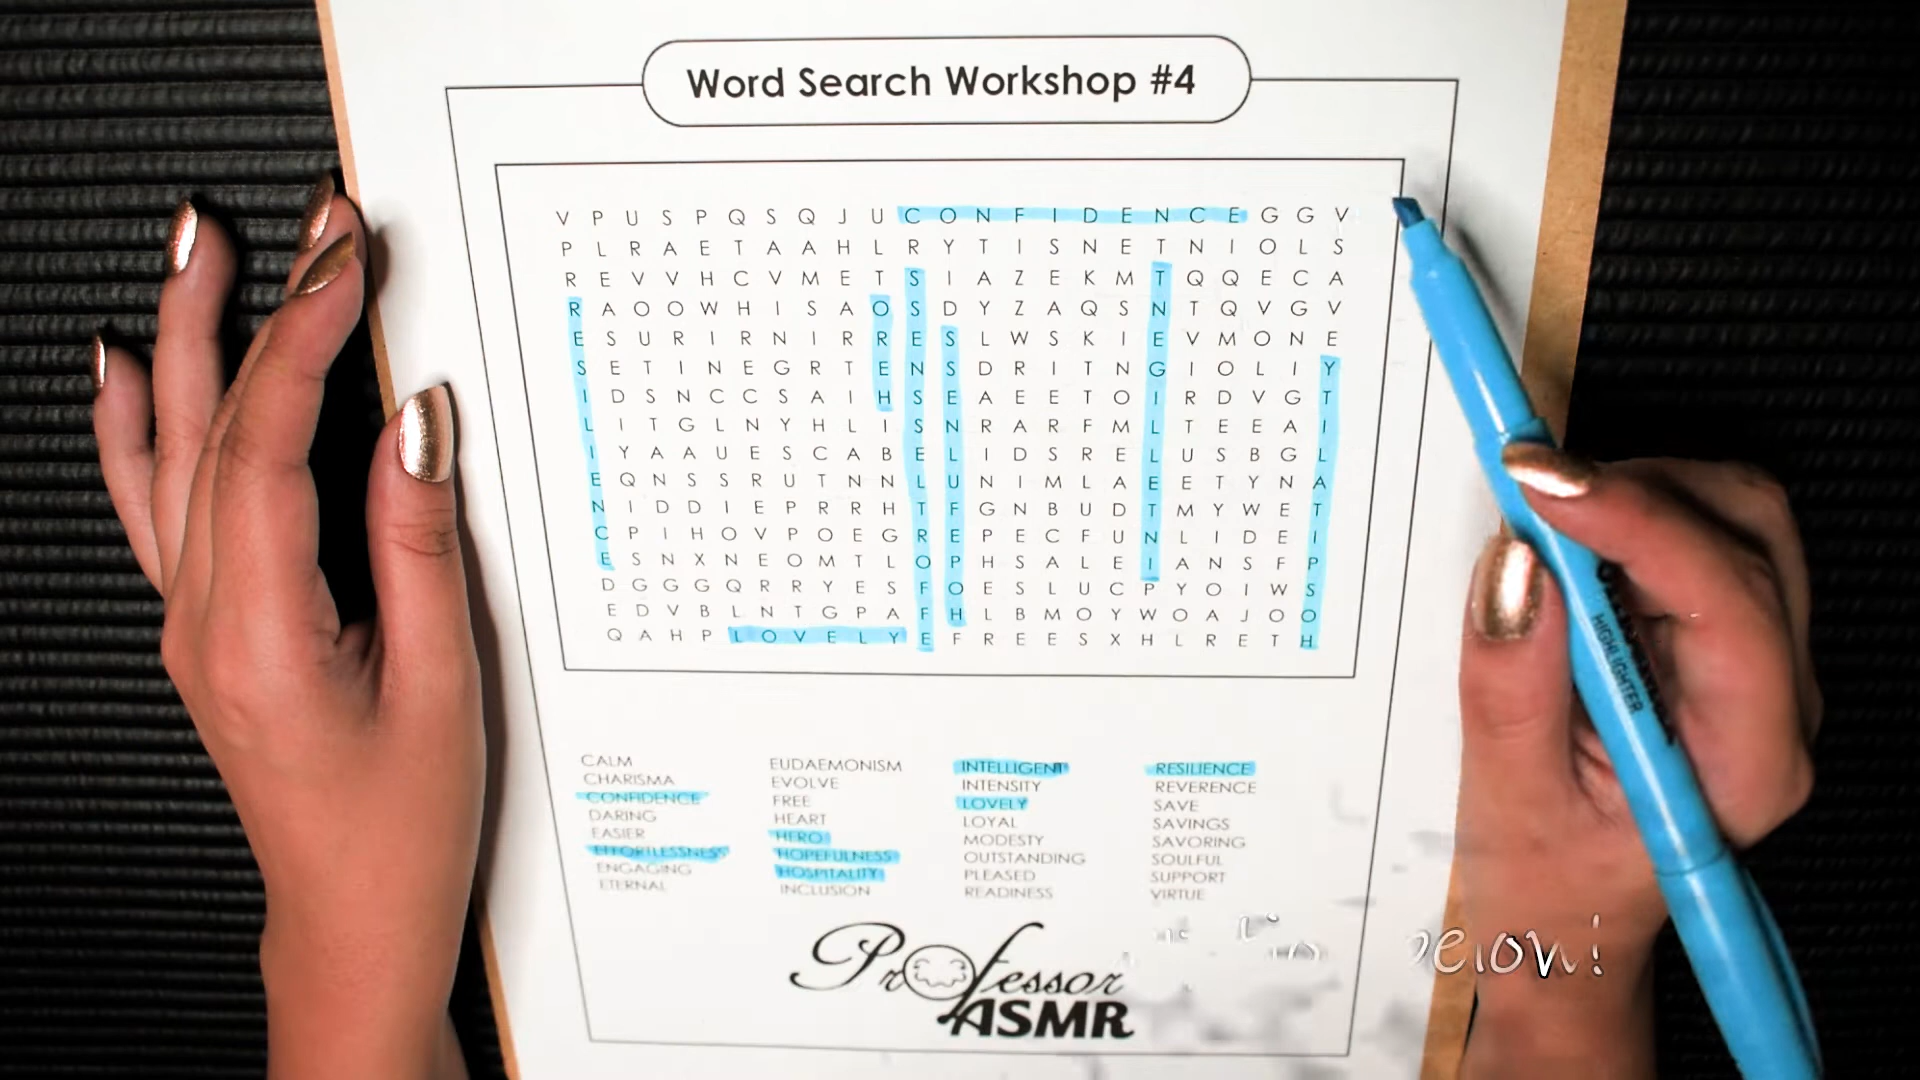 Word Search Workshop #4
V P U S P Q S Q J U C O N F I D E N C E G G V
P L R A E T A A H L R Y T I S N E T N I O L S
R E V V H C V M E T S I A Z E K M T Q Q E C A
R A O O W H I S A O S D Y Z A Q S N T Q V G V
E S U R I R N I R R E S L W S K I E V M O N E
S E T I N E G R T E N S D R I T N G I O L I Y
I D S N C C S A I H S E A E E T O I R D V G T
L I T G L N Y H L I S N R A R F M L T E E A I
I Y A A U E S C A B E L I D S R E L U S B G L
E Q N S S R U T N N L U N I M L A E E T Y N A
N I D D I E P R R H T F G N B U D T M Y W E T
C P I H O V P O E G R E P E C F U N L I D E I
E S N X N E O M T L O P H S A L E I A N S F P
D G G G Q R R Y E S F O E S L U C P Y O I W S
E D V B L N T G P A F H L B M O Y W O A J O O
Q A H P L O V E L Y E F R E E S X H L R E T H
CALM EUDAEMONISM INTELLIGENT RESILIENCE
CHARISMA EVOLVE INTENSITY REVERENCE
CONFIDENCE FREE LOVELY SAVE
DARING HEART LOYAL SAVINGS
EASIER HERO MODESTY SAVORING
EFFORTLESSNESS HOPEFULNESS OUTSTANDING SOULFUL
ENGAGING HOSPITALITY PLEASED SUPPORT
ETERNAL INCLUSION READINESS VIRTUE
Professor
ASMR
HIGHLIGHTER